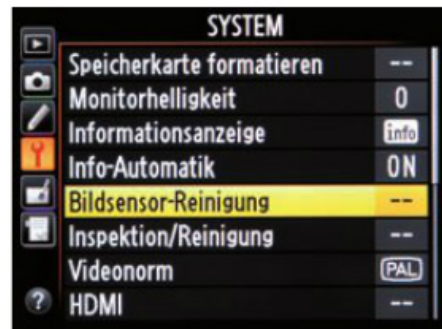 SYSTEM
Speicherkarte formatieren --
Monitorhelligkeit 0
Informationsanzeige info
Info-Automatik ON
Bildsensor-Reinigung --
Inspektion/Reinigung --
Videonorm PAL
? HDMI --